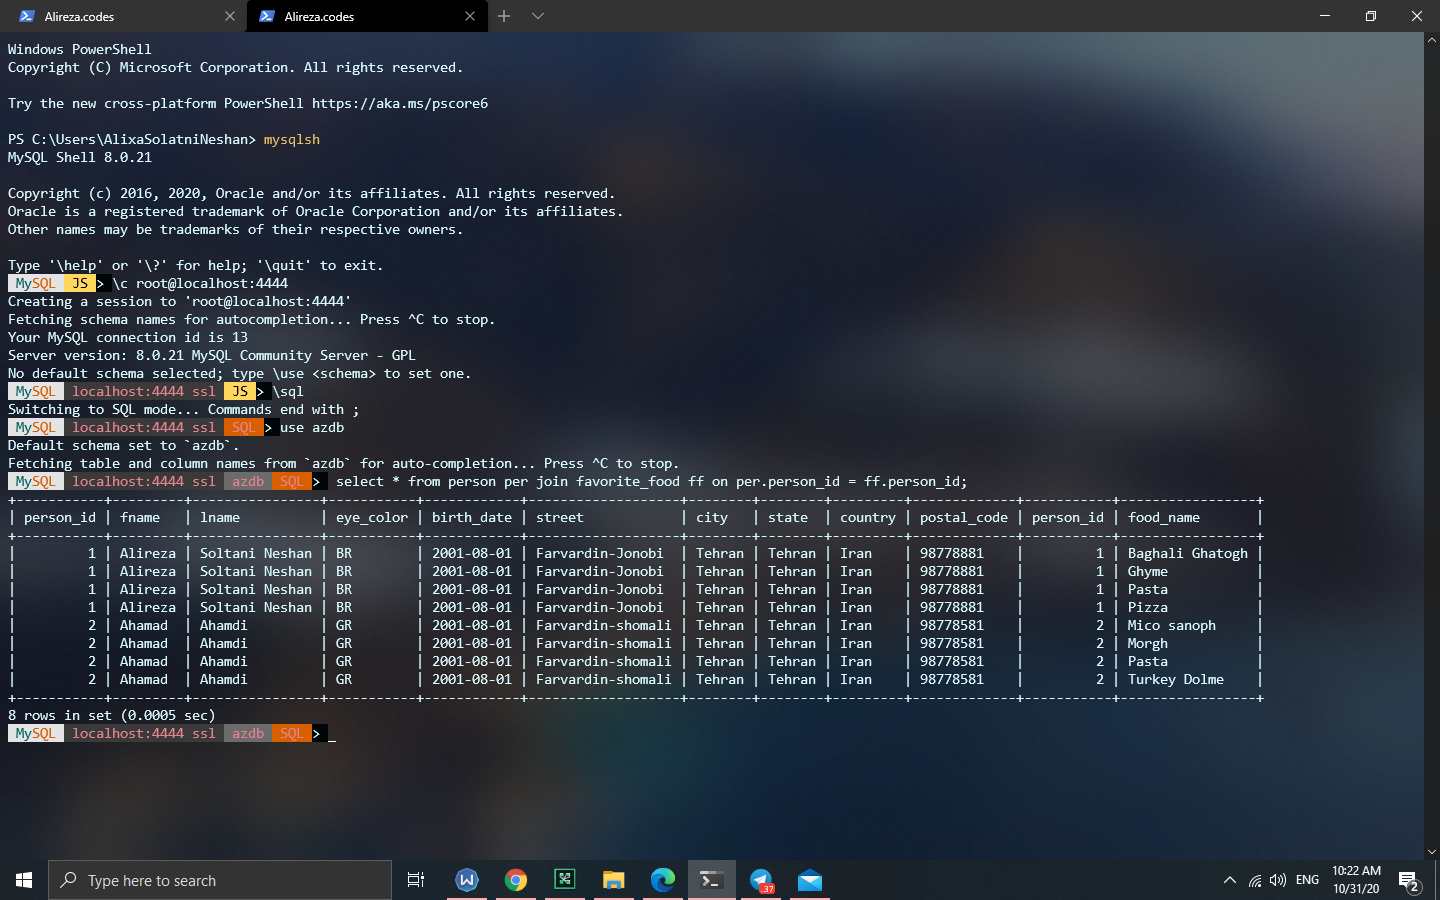 Alireza.codes
Alireza.codes
Windows PowerShell
Copyright (C) Microsoft Corporation. All rights reserved.
Try the new cross-platform PowerShell https://aka.ms/pscore6
PS C:\Users\AlixaSolatniNeshan> mysqlsh
MySQL Shell 8.0.21
Copyright (c) 2016, 2020, Oracle and/or its affiliates. All rights reserved.
Oracle is a registered trademark of Oracle Corporation and/or its affiliates.
Other names may be trademarks of their respective owners.
Type '\help' or '\?' for help; '\quit' to exit.
MySQL JS > \c root@localhost:4444
Creating a session to 'root@localhost:4444'
Fetching schema names for autocompletion... Press ^C to stop.
Your MySQL connection id is 13
Server version: 8.0.21 MySQL Community Server - GPL
No default schema selected; type \use <schema> to set one.
MySQL localhost:4444 ssl JS > \sql
Switching to SQL mode... Commands end with ;
MySQL localhost:4444 ssl SQL > use azdb
Default schema set to `azdb`.
Fetching table and column names from `azdb` for auto-completion... Press ^C to stop.
MySQL localhost:4444 ssl azdb SQL > select * from person per join favorite_food ff on per.person_id = ff.person_id;
+-----------+---------+----------------+-----------+------------+-------------------+--------+--------+---------+-------------+-----------+-----------------+
| person_id | fname   | lname          | eye_color | birth_date | street            | city   | state  | country | postal_code | person_id | food_name       |
+-----------+---------+----------------+-----------+------------+-------------------+--------+--------+---------+-------------+-----------+-----------------+
|         1 | Alireza | Soltani Neshan | BR        | 2001-08-01 | Farvardin-Jonobi  | Tehran | Tehran | Iran    | 98778881    |         1 | Baghali Ghatogh |
|         1 | Alireza | Soltani Neshan | BR        | 2001-08-01 | Farvardin-Jonobi  | Tehran | Tehran | Iran    | 98778881    |         1 | Ghyme           |
|         1 | Alireza | Soltani Neshan | BR        | 2001-08-01 | Farvardin-Jonobi  | Tehran | Tehran | Iran    | 98778881    |         1 | Pasta           |
|         1 | Alireza | Soltani Neshan | BR        | 2001-08-01 | Farvardin-Jonobi  | Tehran | Tehran | Iran    | 98778881    |         1 | Pizza           |
|         2 | Ahamad  | Ahamdi         | GR        | 2001-08-01 | Farvardin-shomali | Tehran | Tehran | Iran    | 98778581    |         2 | Mico sanoph     |
|         2 | Ahamad  | Ahamdi         | GR        | 2001-08-01 | Farvardin-shomali | Tehran | Tehran | Iran    | 98778581    |         2 | Morgh           |
|         2 | Ahamad  | Ahamdi         | GR        | 2001-08-01 | Farvardin-shomali | Tehran | Tehran | Iran    | 98778581    |         2 | Pasta           |
|         2 | Ahamad  | Ahamdi         | GR        | 2001-08-01 | Farvardin-shomali | Tehran | Tehran | Iran    | 98778581    |         2 | Turkey Dolme    |
+-----------+---------+----------------+-----------+------------+-------------------+--------+--------+---------+-------------+-----------+-----------------+
8 rows in set (0.0005 sec)
MySQL localhost:4444 ssl azdb SQL > _
Type here to search
W
37
ENG
10:22 AM
10/31/20
2